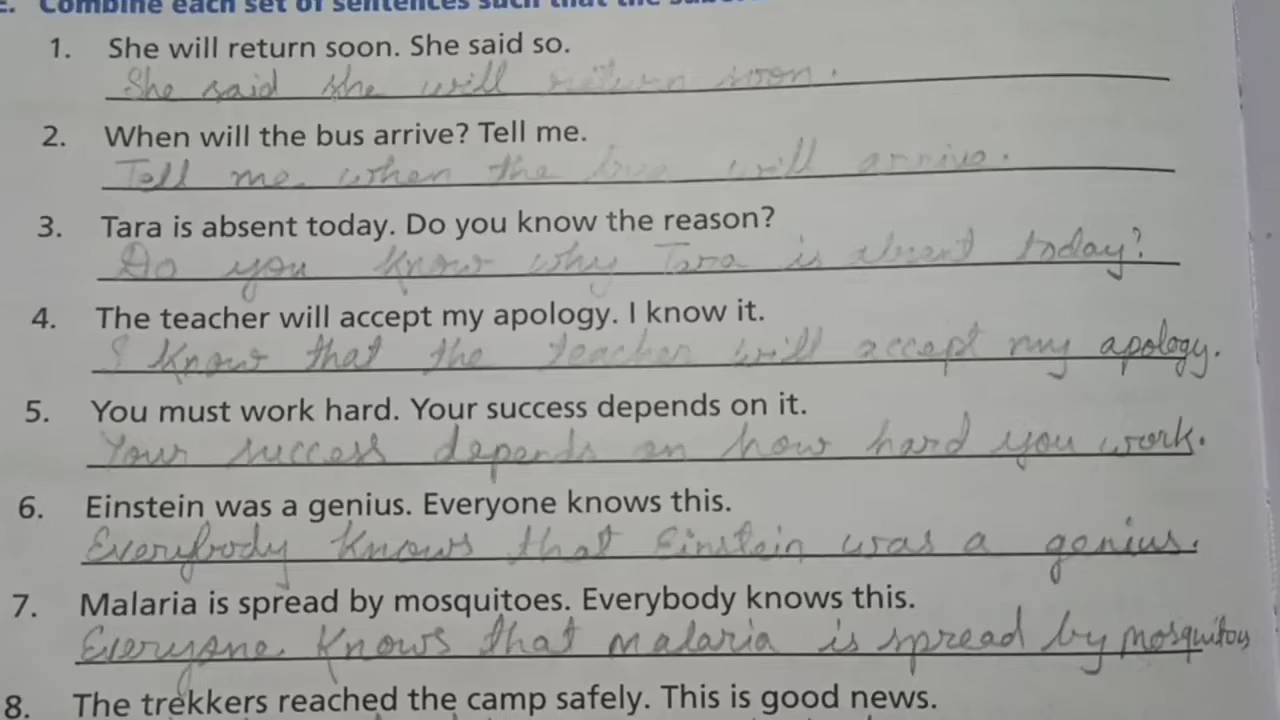 E. Combine each set of sentences such that the
1. She will return soon. She said so.
She said she will return soon.
2. When will the bus arrive? Tell me.
Tell me when the bus will arrive.
3. Tara is absent today. Do you know the reason?
Do you know why Tara is absent today?
4. The teacher will accept my apology. I know it.
I know that the teacher will accept my apology.
5. You must work hard. Your success depends on it.
Your success depends on how hard you work.
6. Einstein was a genius. Everyone knows this.
Everybody knows that Einstein was a genius.
7. Malaria is spread by mosquitoes. Everybody knows this.
Everyone knows that malaria is spread by mosquitous
8. The trekkers reached the camp safely. This is good news.